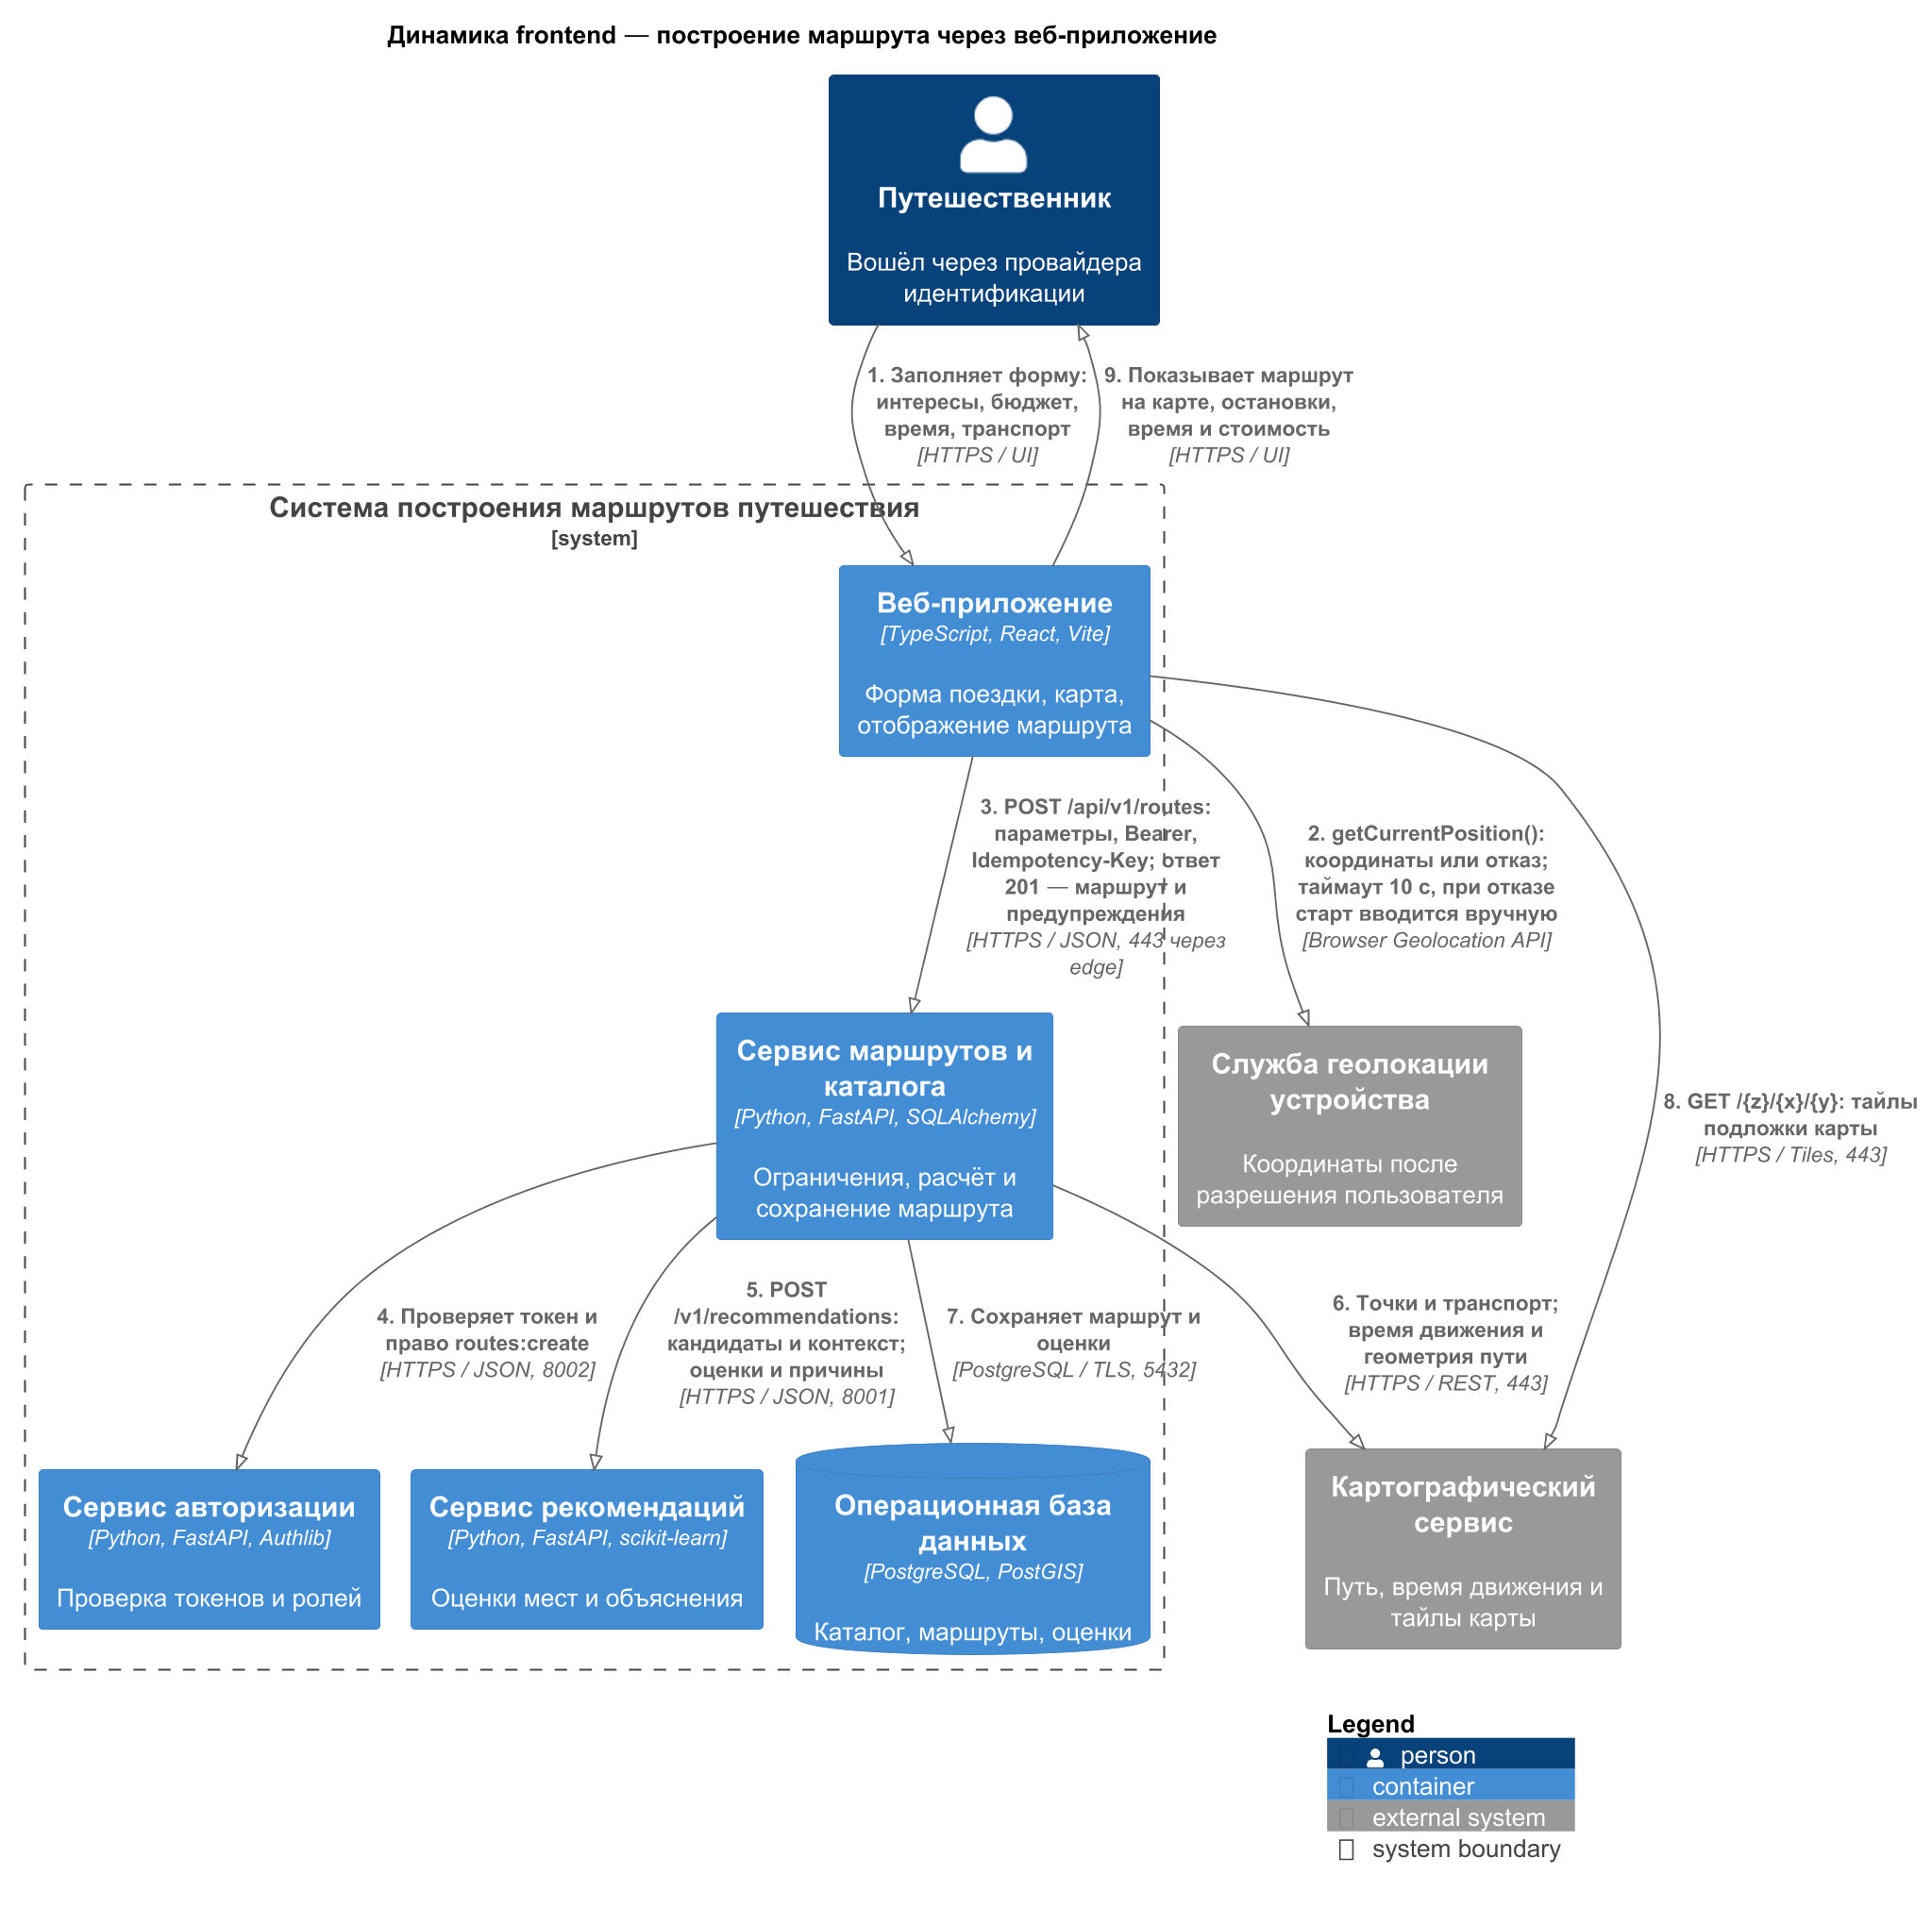 Динамика frontend — построение маршрута через веб-приложение
Путешественник
Вошёл через провайдера
идентификации
1. Заполняет форму:
интересы, бюджет,
время, транспорт
[HTTPS / UI]
9. Показывает маршрут
на карте, остановки,
время и стоимость
[HTTPS / UI]
Система построения маршрутов путешествия
[system]
Веб-приложение
[TypeScript, React, Vite]
Форма поездки, карта,
отображение маршрута
3. POST /api/v1/routes:
параметры, Bearer,
Idempotency-Key; ответ
201 — маршрут и
предупреждения
[HTTPS / JSON, 443 через
edge]
2. getCurrentPosition():
координаты или отказ;
таймаут 10 с, при отказе
старт вводится вручную
[Browser Geolocation API]
8. GET /{z}/{x}/{y}: тайлы
подложки карты
[HTTPS / Tiles, 443]
Сервис маршрутов и
каталога
[Python, FastAPI, SQLAlchemy]
Ограничения, расчёт и
сохранение маршрута
Служба геолокации
устройства
Координаты после
разрешения пользователя
4. Проверяет токен и
право routes:create
[HTTPS / JSON, 8002]
5. POST
/v1/recommendations:
кандидаты и контекст;
оценки и причины
[HTTPS / JSON, 8001]
7. Сохраняет маршрут и
оценки
[PostgreSQL / TLS, 5432]
6. Точки и транспорт;
время движения и
геометрия пути
[HTTPS / REST, 443]
Сервис авторизации
[Python, FastAPI, Authlib]
Проверка токенов и ролей
Сервис рекомендаций
[Python, FastAPI, scikit-learn]
Оценки мест и объяснения
Операционная база
данных
[PostgreSQL, PostGIS]
Каталог, маршруты, оценки
Картографический
сервис
Путь, время движения и
тайлы карты
Legend
person
container
external system
system boundary